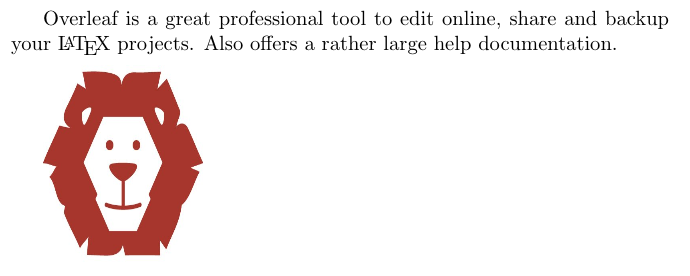 Overleaf is a great professional tool to edit online, share and backup
your LATEX projects. Also offers a rather large help documentation.